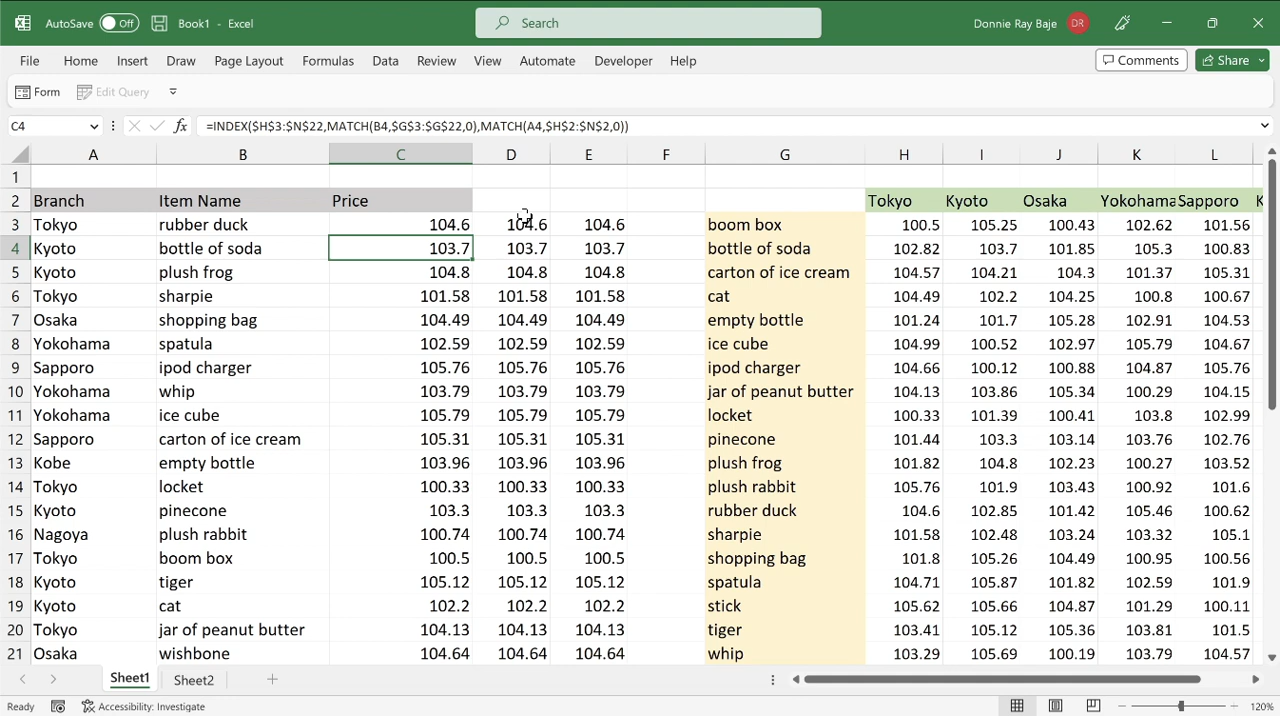 AutoSave Off Book1 - Excel Search Donnie Ray Baje DR
File Home Insert Draw Page Layout Formulas Data Review View Automate Developer Help Comments Share
Form Edit Query
C4 fx =INDEX($H$3:$N$22,MATCH(B4,$G$3:$G$22,0),MATCH(A4,$H$2:$N$2,0))
A B C D E F G H I J K L
1
2 Branch Item Name Price Tokyo Kyoto Osaka Yokohama Sapporo K
3 Tokyo rubber duck 104.6 104.6 104.6 boom box 100.5 105.25 100.43 102.62 101.56
4 Kyoto bottle of soda 103.7 103.7 103.7 bottle of soda 102.82 103.7 101.85 105.3 100.83
5 Kyoto plush frog 104.8 104.8 104.8 carton of ice cream 104.57 104.21 104.3 101.37 105.31
6 Tokyo sharpie 101.58 101.58 101.58 cat 104.49 102.2 104.25 100.8 100.67
7 Osaka shopping bag 104.49 104.49 104.49 empty bottle 101.24 101.7 105.28 102.91 104.53
8 Yokohama spatula 102.59 102.59 102.59 ice cube 104.99 100.52 102.97 105.79 104.67
9 Sapporo ipod charger 105.76 105.76 105.76 ipod charger 104.66 100.12 100.88 104.87 105.76
10 Yokohama whip 103.79 103.79 103.79 jar of peanut butter 104.13 103.86 105.34 100.29 104.15
11 Yokohama ice cube 105.79 105.79 105.79 locket 100.33 101.39 100.41 103.8 102.99
12 Sapporo carton of ice cream 105.31 105.31 105.31 pinecone 101.44 103.3 103.14 103.76 102.76
13 Kobe empty bottle 103.96 103.96 103.96 plush frog 101.82 104.8 102.23 100.27 103.52
14 Tokyo locket 100.33 100.33 100.33 plush rabbit 105.76 101.9 103.43 100.92 101.6
15 Kyoto pinecone 103.3 103.3 103.3 rubber duck 104.6 102.85 101.42 105.46 100.62
16 Nagoya plush rabbit 100.74 100.74 100.74 sharpie 101.58 102.48 103.24 103.32 105.1
17 Tokyo boom box 100.5 100.5 100.5 shopping bag 101.8 105.26 104.49 100.95 100.56
18 Kyoto tiger 105.12 105.12 105.12 spatula 104.71 105.87 101.82 102.59 101.9
19 Kyoto cat 102.2 102.2 102.2 stick 105.62 105.66 104.87 101.29 100.11
20 Tokyo jar of peanut butter 104.13 104.13 104.13 tiger 103.41 105.12 105.36 103.81 101.5
21 Osaka wishbone 104.64 104.64 104.64 whip 103.29 105.69 100.19 103.79 104.57
Sheet1 Sheet2
Ready Accessibility: Investigate 120%